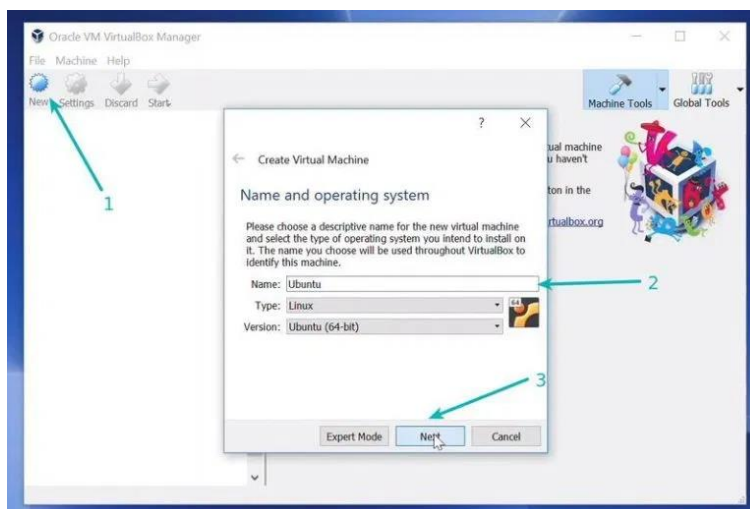 Oracle VM VirtualBox Manager
File Machine Help
New Settings Discard Start
Machine Tools Global Tools
1
? ×
Create Virtual Machine
Name and operating system
Please choose a descriptive name for the new virtual machine
and select the type of operating system you intend to install on
it. The name you choose will be used throughout VirtualBox to
identify this machine.
Name: Ubuntu
2
Type: Linux
64
Version: Ubuntu (64-bit)
3
Expert Mode Next Cancel
ual machine
u haven't
ton in the
rtualbox.org